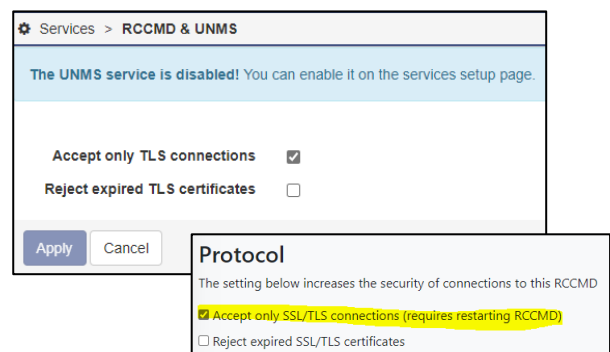 Services > RCCMD & UNMS
The UNMS service is disabled! You can enable it on the services setup page.
Accept only TLS connections
Reject expired TLS certificates
Apply Cancel
Protocol
The setting below increases the security of connections to this RCCMD
Accept only SSL/TLS connections (requires restarting RCCMD)
Reject expired SSL/TLS certificates